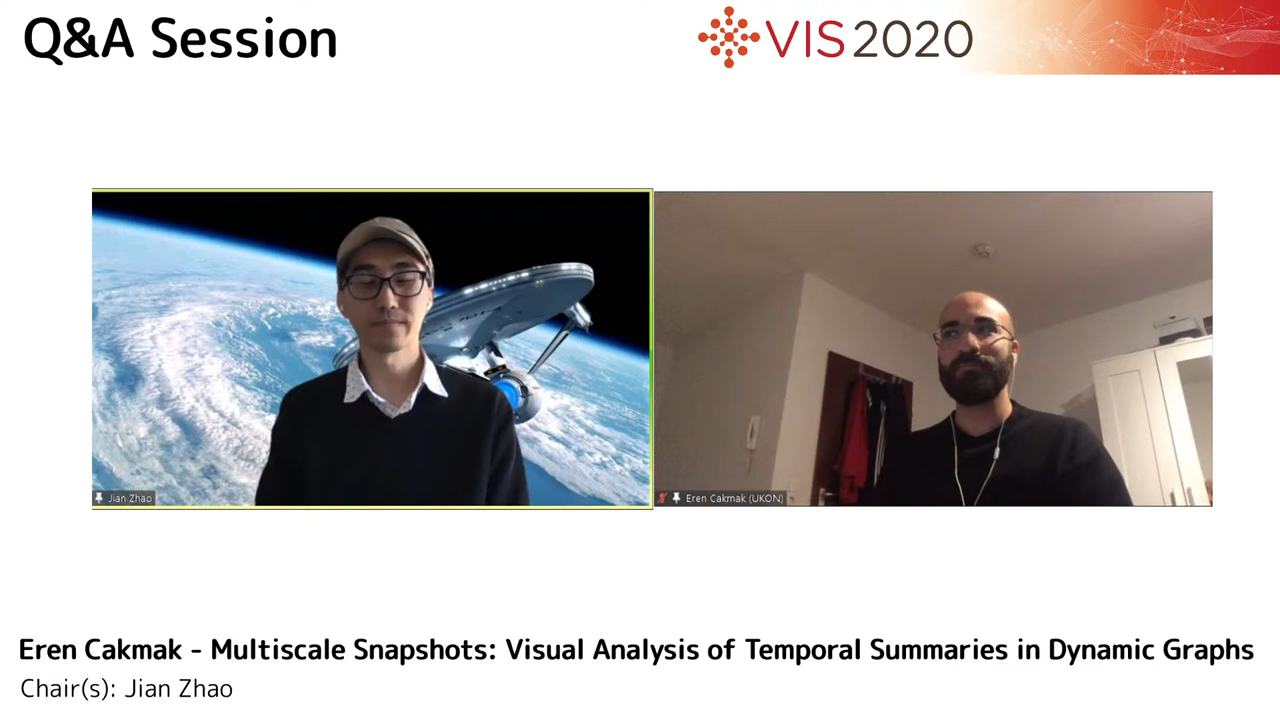 Q&A Session
VIS2020
Jian Zhao
Eren Cakmak (UKON)
Eren Cakmak - Multiscale Snapshots: Visual Analysis of Temporal Summaries in Dynamic Graphs
Chair(s): Jian Zhao